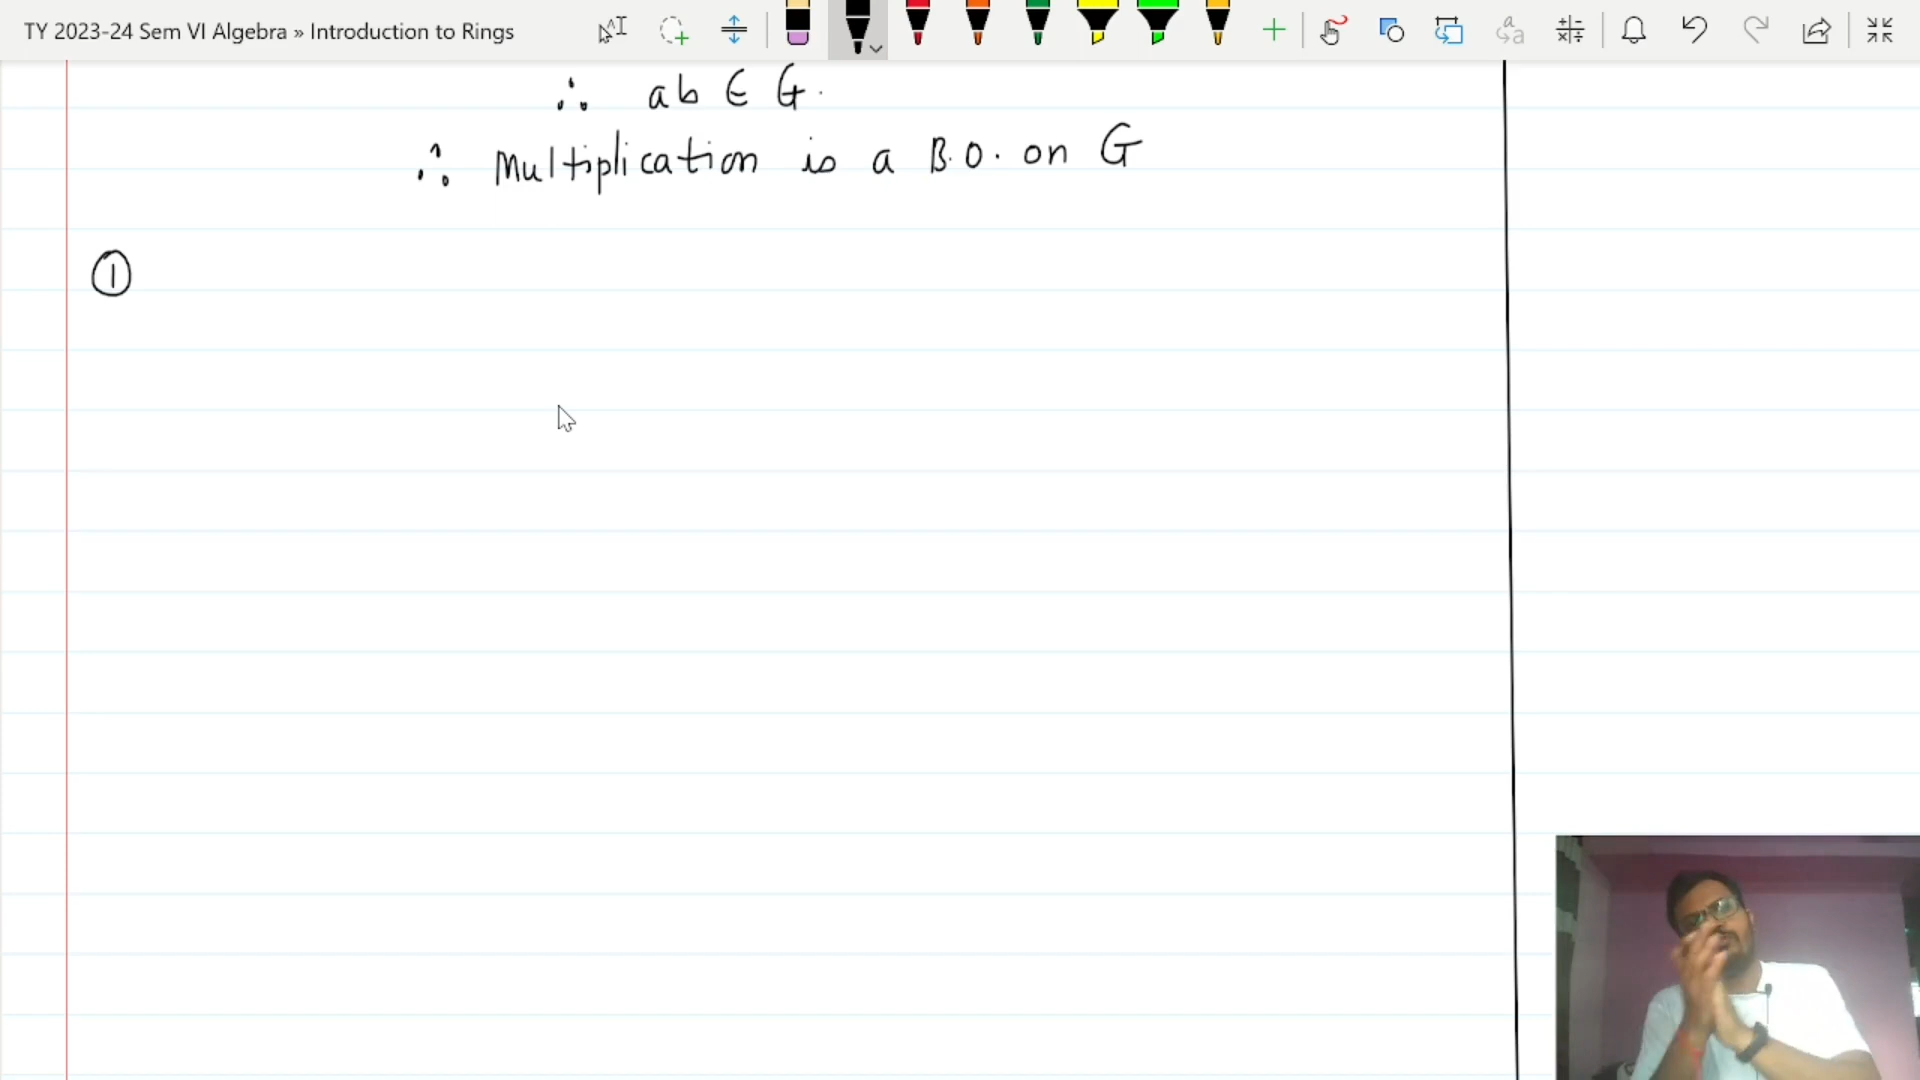 TY 2023-24 Sem VI Algebra » Introduction to Rings
∴ ab ∈ G.
∴ Multiplication is a B.O. on G
①